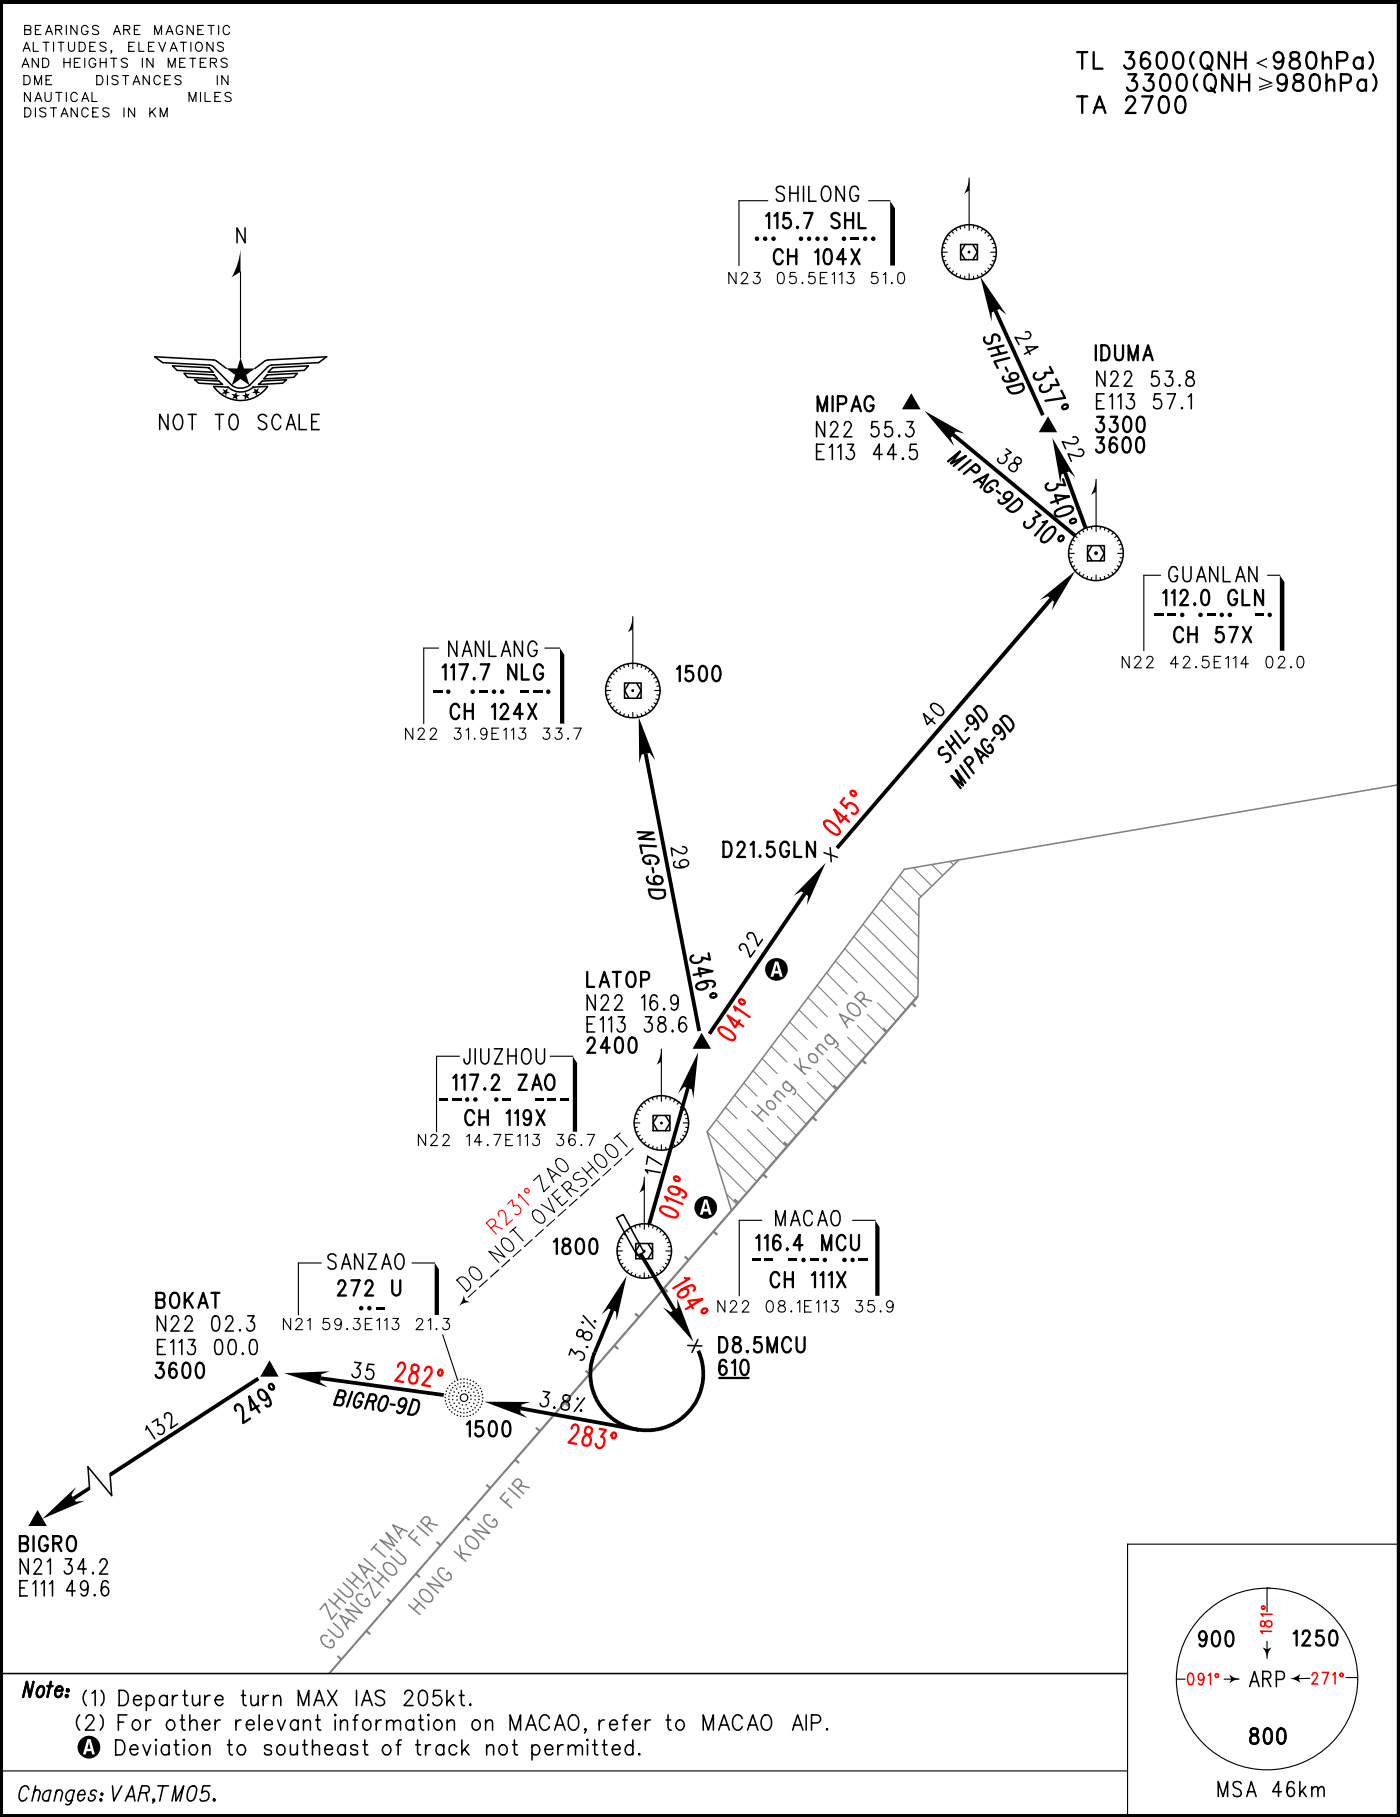 BEARINGS ARE MAGNETIC
ALTITUDES, ELEVATIONS
AND HEIGHTS IN METERS
DME DISTANCES IN
NAUTICAL MILES
DISTANCES IN KM
TL 3600(QNH <980hPa)
3300(QNH ⩾980hPa)
TA 2700
N
NOT TO SCALE
SHILONG
115.7 SHL
CH 104X
N23 05.5E113 51.0
24 337°
SHL-9D
IDUMA
N22 53.8
E113 57.1
3300
3600
MIPAG
N22 55.3
E113 44.5
38
MIPAG-9D 310°
22
340°
GUANLAN
112.0 GLN
CH 57X
N22 42.5E114 02.0
NANLANG
117.7 NLG
CH 124X
N22 31.9E113 33.7
1500
40
SHL-9D
MIPAG-9D
045°
D21.5GLN
29
NLG-9D
346°
22
A
041°
LATOP
N22 16.9
E113 38.6
2400
Hong Kong AOR
JIUZHOU
117.2 ZAO
CH 119X
N22 14.7E113 36.7
R231° ZAO
DO NOT OVERSHOOT
17
019°
A
1800
MACAO
116.4 MCU
CH 111X
N22 08.1E113 35.9
164°
D8.5MCU
610
3.8%
SANZAO
272 U
N21 59.3E113 21.3
BOKAT
N22 02.3
E113 00.0
3600
35 282°
BIGRO-9D
3.8%
283°
1500
249°
132
BIGRO
N21 34.2
E111 49.6
ZHUHAI TMA
GUANGZHOU FIR
HONG KONG FIR
181°
900 1250
091° ARP 271°
800
MSA 46km
Note: (1) Departure turn MAX IAS 205kt.
(2) For other relevant information on MACAO, refer to MACAO AIP.
A Deviation to southeast of track not permitted.
Changes: VAR,TM05.